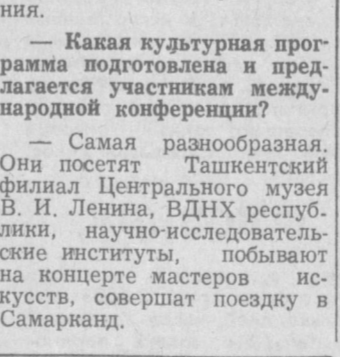 ния.
— Какая культурная прог-
рамма подготовлена и пред-
лагается участникам между-
народной конференции?
— Самая разнообразная.
Они посетят Ташкентский
филиал Центрального музея
В. И. Ленина, ВДНХ респуб-
лики, научно-исследователь-
ские институты, побывают
на концерте мастеров ис-
кусств, совершат поездку в
Самарканд.